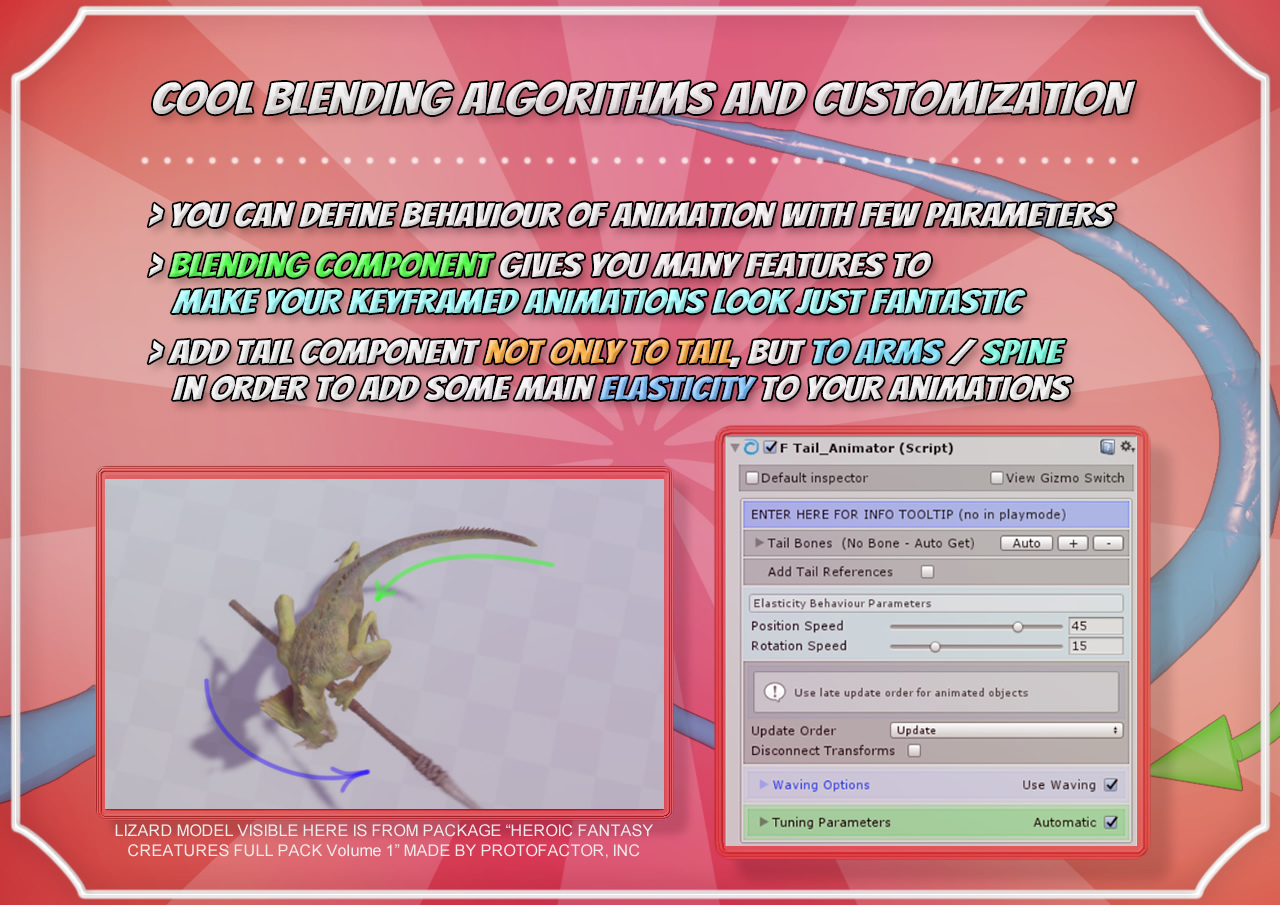 COOL BLENDING ALGORITHMS AND CUSTOMIZATION
> YOU CAN DEFINE BEHAVIOUR OF ANIMATION WITH FEW PARAMETERS
> BLENDING COMPONENT GIVES YOU MANY FEATURES TO
MAKE YOUR KEYFRAMED ANIMATIONS LOOK JUST FANTASTIC
> ADD TAIL COMPONENT NOT ONLY TO TAIL, BUT TO ARMS / SPINE
IN ORDER TO ADD SOME MAIN ELASTICITY TO YOUR ANIMATIONS
LIZARD MODEL VISIBLE HERE IS FROM PACKAGE “HEROIC FANTASY
CREATURES FULL PACK Volume 1” MADE BY PROTOFACTOR, INC
F Tail_Animator (Script)
Default inspector View Gizmo Switch
ENTER HERE FOR INFO TOOLTIP (no in playmode)
Tail Bones (No Bone - Auto Get) Auto + -
Add Tail References
Elasticity Behaviour Parameters
Position Speed 45
Rotation Speed 15
! Use late update order for animated objects
Update Order Update
Disconnect Transforms
Waving Options Use Waving
Tuning Parameters Automatic